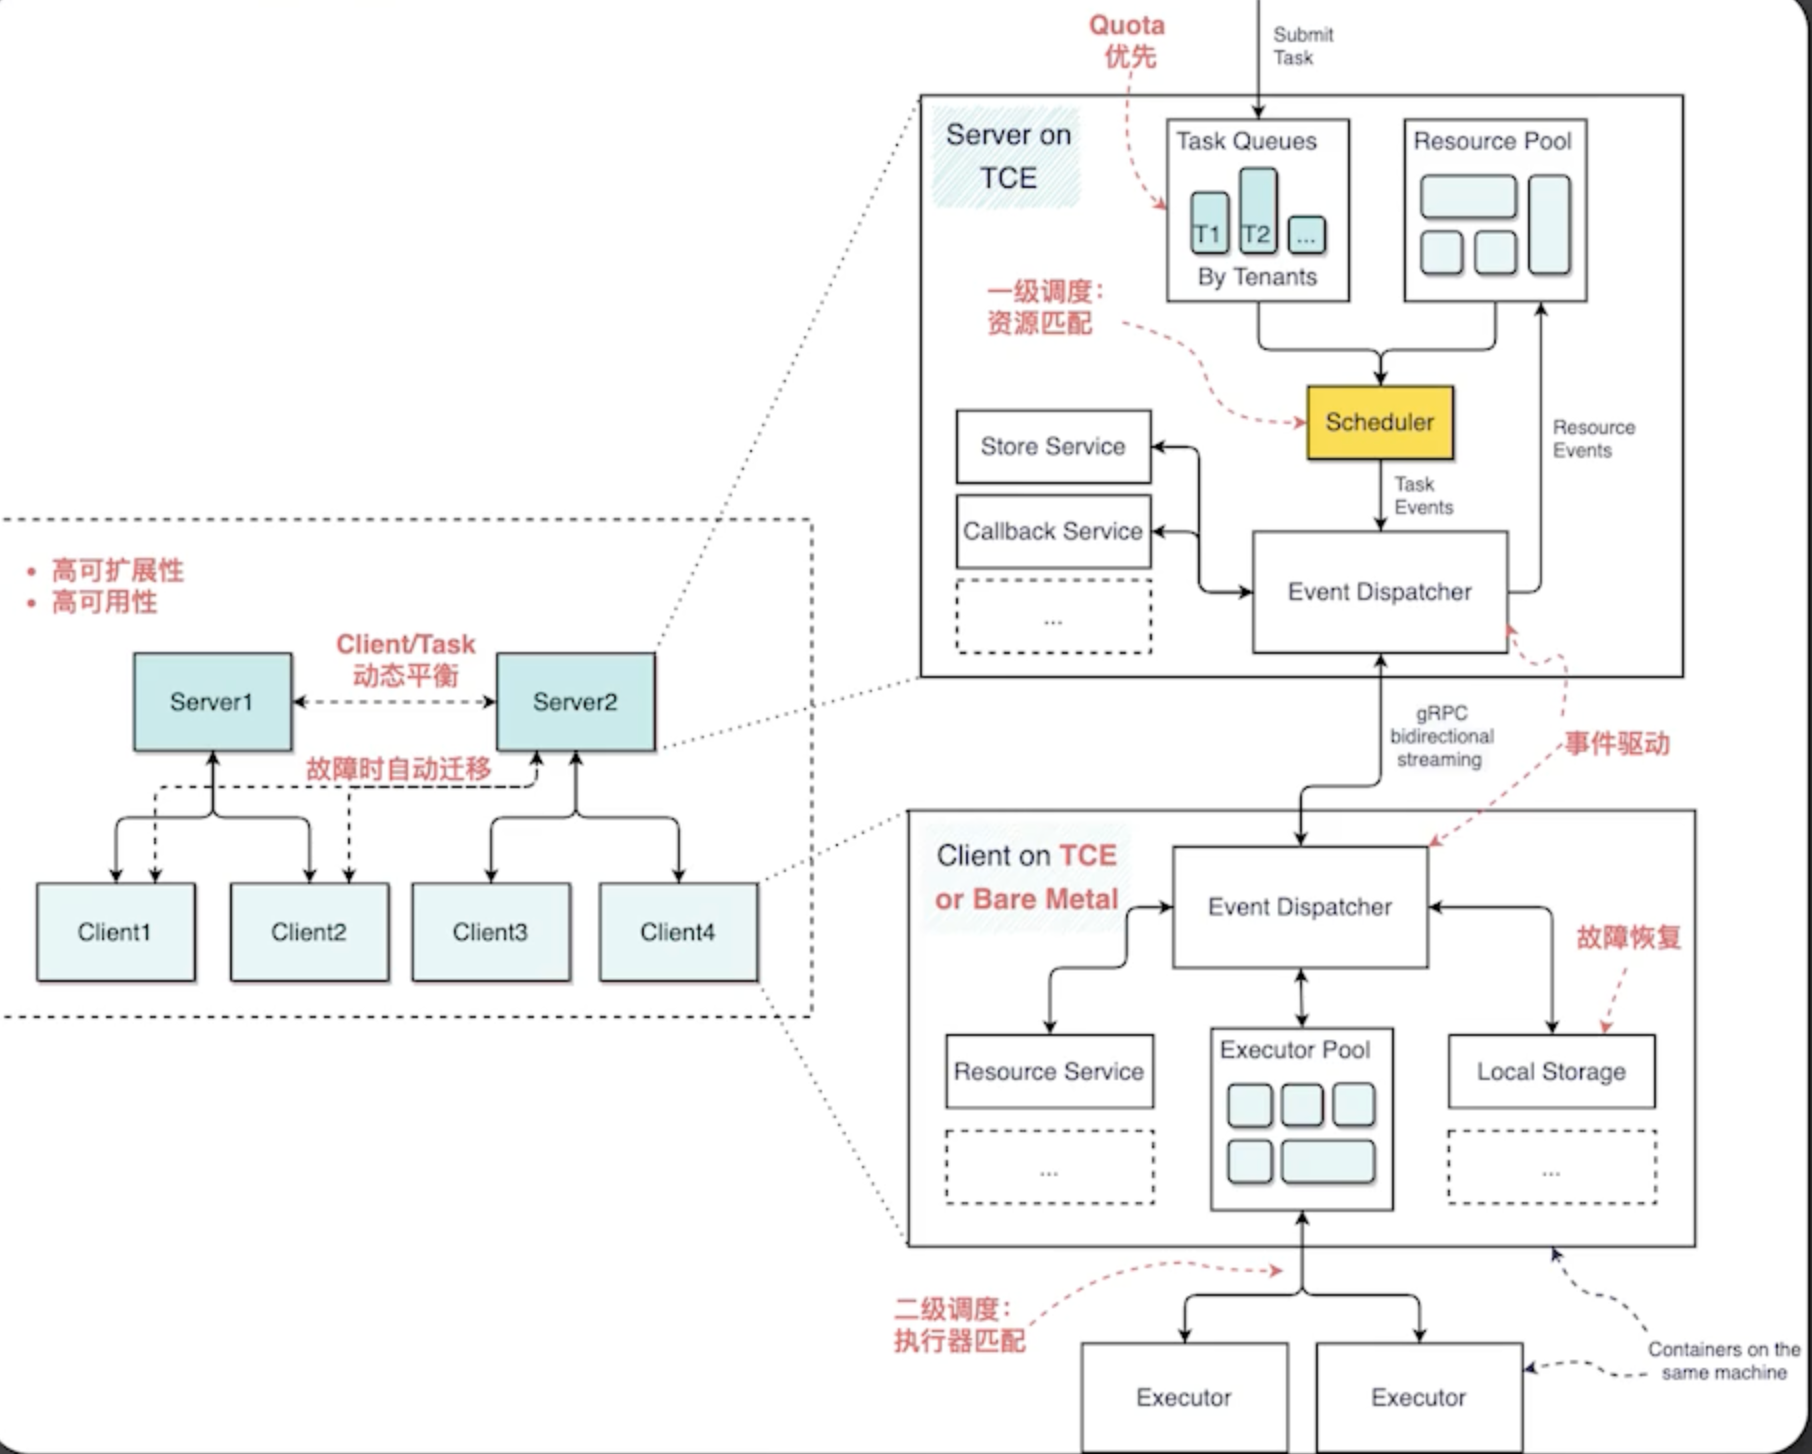 Quota
优先
Submit
Task
Server on
TCE
Task Queues
T1
T2
...
By Tenants
Resource Pool
一级调度：
资源匹配
Scheduler
Store Service
Callback Service
...
Task
Events
Resource
Events
Event Dispatcher
• 高可扩展性
• 高可用性
Client/Task
动态平衡
Server1
Server2
故障时自动迁移
Client1
Client2
Client3
Client4
gRPC
bidirectional
streaming
事件驱动
Client on TCE
or Bare Metal
Event Dispatcher
故障恢复
Resource Service
...
Executor Pool
Local Storage
...
二级调度：
执行器匹配
Executor
Executor
Containers on the
same machine